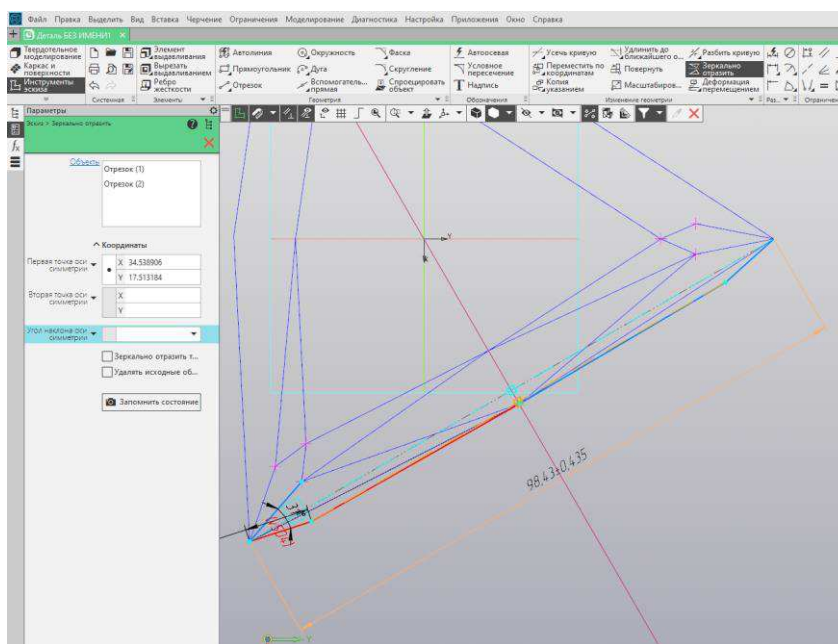 Файл Правка Выделить Вид Вставка Черчение Ограничения Моделирование Диагностика Настройка Приложения Окно Справка
Деталь БЕЗ ИМЕНИ1
Твердотельное моделирование
Каркас и поверхности
Инструменты эскиза
Системная
Элемент выдавливания
Вырезать выдавливанием
Ребро жесткости
Элементы
Автолиния
Прямоугольник
Отрезок
Окружность
Дуга
Вспомогатель... прямая
Фаска
Скругление
Спроецировать объект
Геометрия
Автоосевая
Условное пересечение
Надпись
Обозначения
Усечь кривую
Переместить по координатам
Копия указанием
Удлинить до ближайшего о...
Повернуть
Масштабиров...
Разбить кривую
Зеркально отразить
Деформация перемещением
Изменение геометрии
Раз...
Ограничен
Параметры
Эскиз > Зеркально отразить
Объекты
Отрезок (1)
Отрезок (2)
Координаты
Первая точка оси симметрии
X 34.538906
Y 17.513184
Вторая точка оси симметрии
X
Y
Угол наклона оси симметрии
Зеркально отразить т...
Удалять исходные об...
Запомнить состояние
Y
98,43±0,435
Y